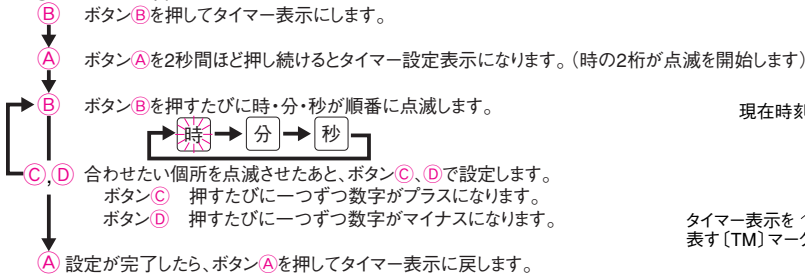 Ⓑ ボタンⒷを押してタイマー表示にします。
Ⓐ ボタンⒶを2秒間ほど押し続けるとタイマー設定表示になります。（時の2桁が点滅を開始します）
Ⓑ ボタンⒷを押すたびに時・分・秒が順番に点滅します。
現在時刻
時 分 秒
Ⓒ,Ⓓ 合わせたい個所を点滅させたあと、ボタンⒸ、Ⓓで設定します。
ボタンⒸ 押すたびに一つずつ数字がプラスになります。
ボタンⒹ 押すたびに一つずつ数字がマイナスになります。
タイマー表示を
表す〔TM〕マーク
Ⓐ 設定が完了したら、ボタンⒶを押してタイマー表示に戻します。